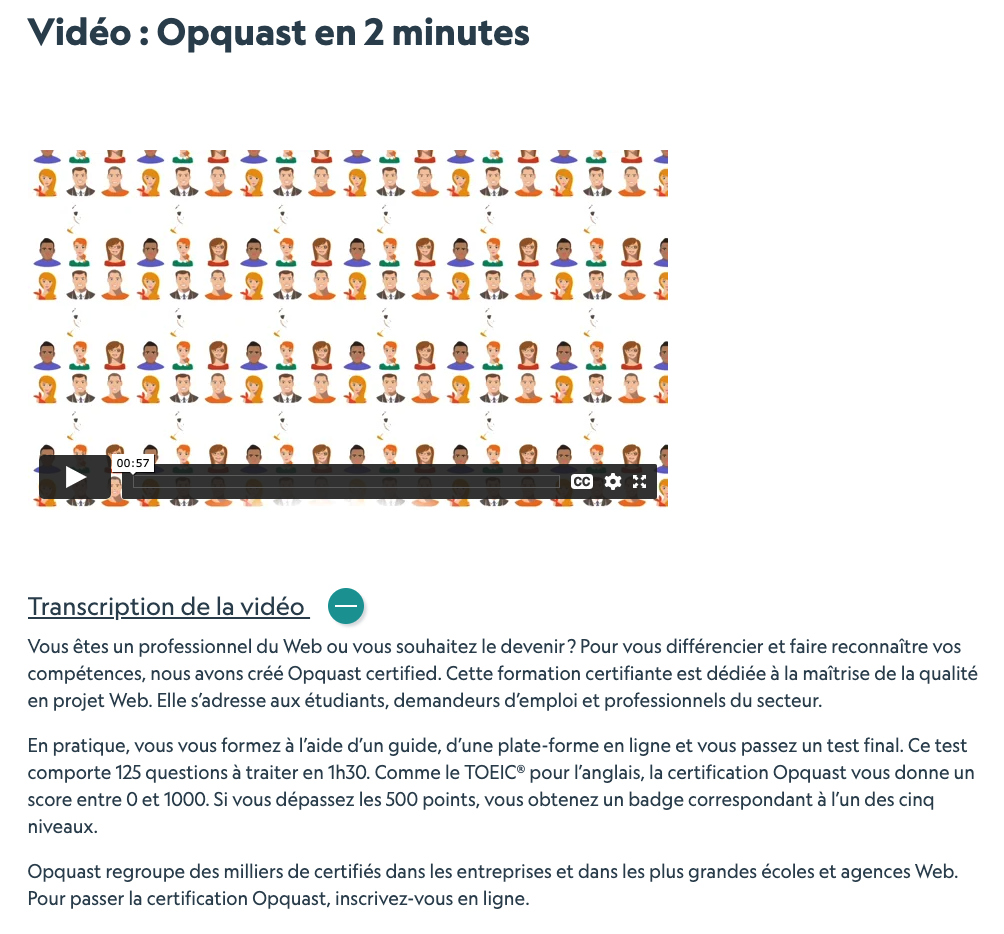 Vidéo : Opquast en 2 minutes
00:57
CC
Transcription de la vidéo
Vous êtes un professionnel du Web ou vous souhaitez le devenir ? Pour vous différencier et faire reconnaître vos
compétences, nous avons créé Opquast certified. Cette formation certifiante est dédiée à la maîtrise de la qualité
en projet Web. Elle s’adresse aux étudiants, demandeurs d’emploi et professionnels du secteur.
En pratique, vous vous formez à l’aide d’un guide, d’une plate-forme en ligne et vous passez un test final. Ce test
comporte 125 questions à traiter en 1h30. Comme le TOEIC® pour l’anglais, la certification Opquast vous donne un
score entre 0 et 1000. Si vous dépassez les 500 points, vous obtenez un badge correspondant à l’un des cinq
niveaux.
Opquast regroupe des milliers de certifiés dans les entreprises et dans les plus grandes écoles et agences Web.
Pour passer la certification Opquast, inscrivez-vous en ligne.